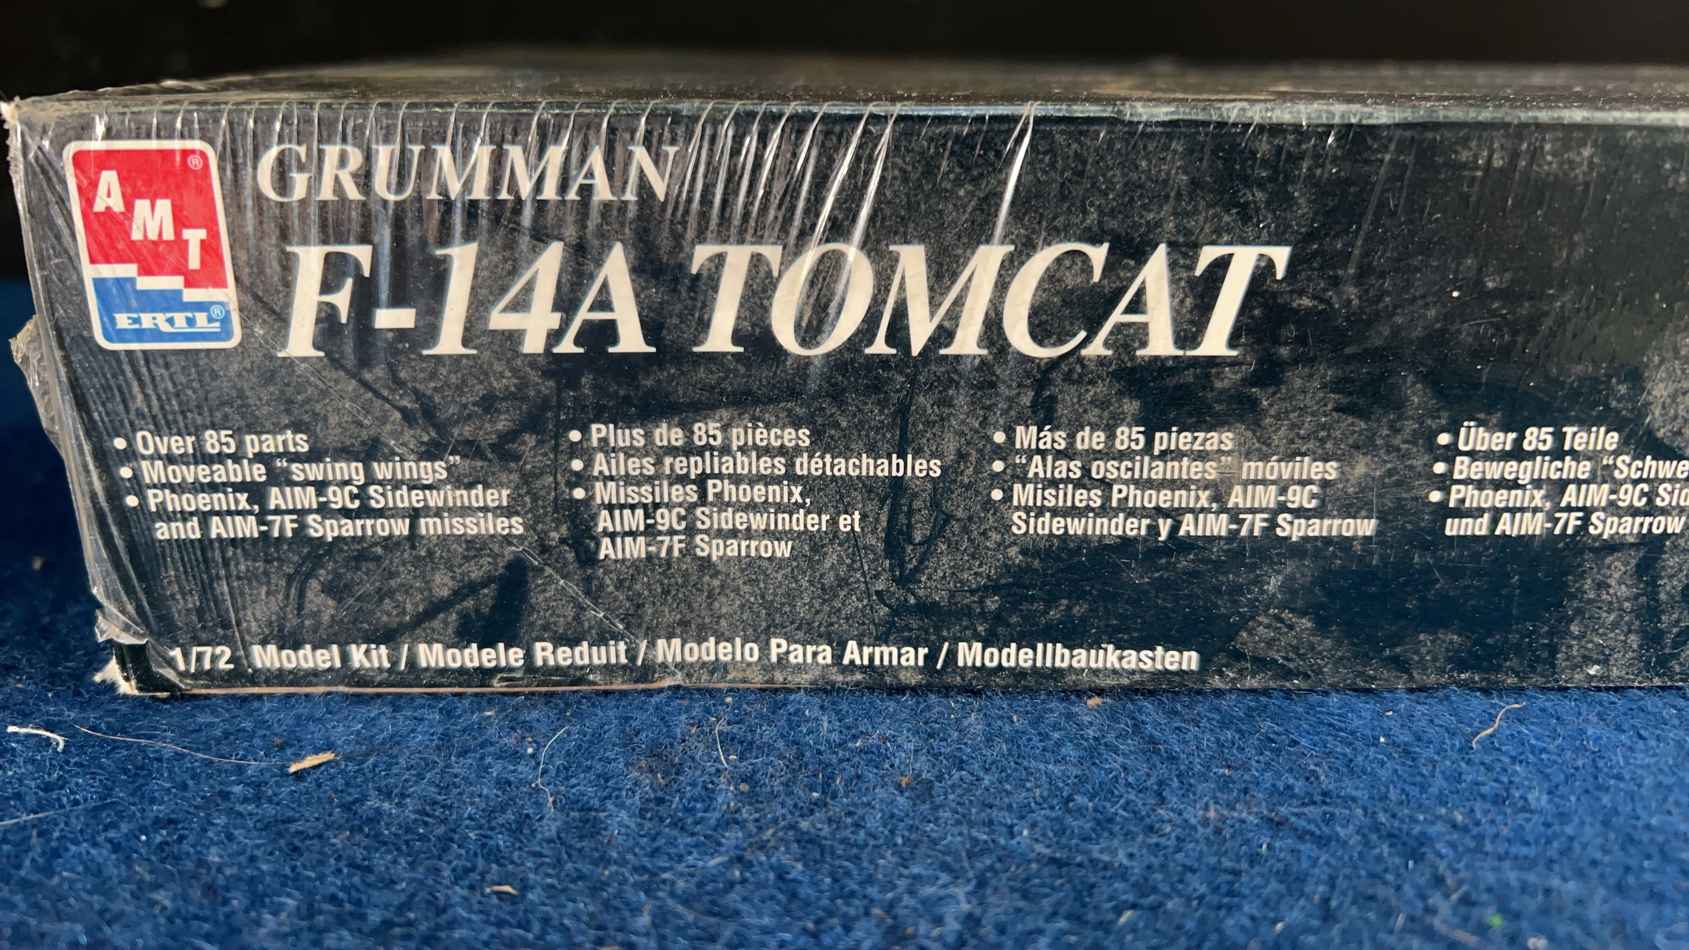 AMT®
ERTL®
GRUMMAN
F-14A TOMCAT
• Over 85 parts
• Moveable “swing wings”
• Phoenix, AIM-9C Sidewinder
and AIM-7F Sparrow missiles
• Plus de 85 pièces
• Ailes repliables détachables
• Missiles Phoenix,
AIM-9C Sidewinder et
AIM-7F Sparrow
• Más de 85 piezas
• “Alas oscilantes” móviles
• Misiles Phoenix, AIM-9C
Sidewinder y AIM-7F Sparrow
• Über 85 Teile
• Bewegliche
• Phoenix, AIM-9C
und AIM-7F Sparrow
1/72 Model Kit / Modele Reduit / Modelo Para Armar / Modellbaukasten